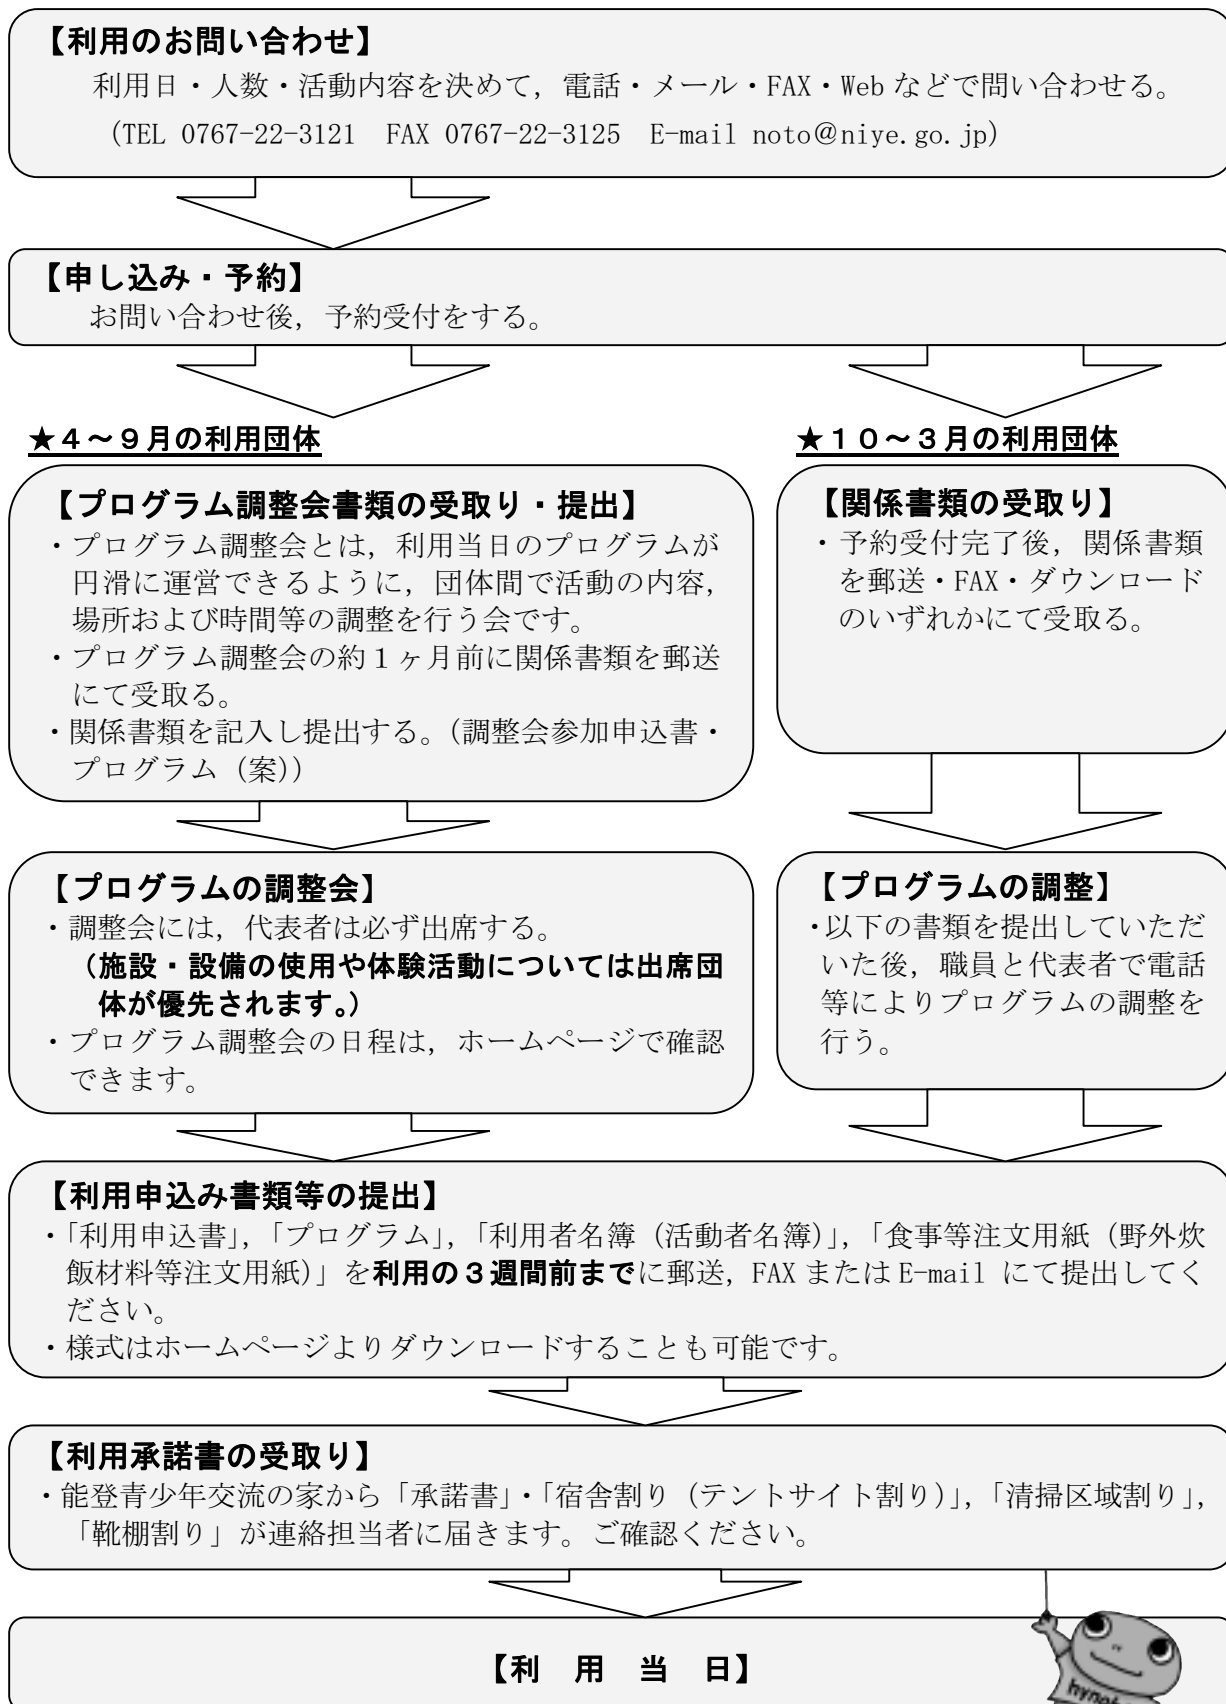 【利用のお問い合わせ】
利用日・人数・活動内容を決めて，電話・メール・FAX・Web などで問い合わせる。
(TEL 0767-22-3121 FAX 0767-22-3125 E-mail noto@niye.go.jp)
【申し込み・予約】
お問い合わせ後，予約受付をする。
★４～９月の利用団体
【プログラム調整会書類の受取り・提出】
・プログラム調整会とは，利用当日のプログラムが
円滑に運営できるように，団体間で活動の内容，
場所および時間等の調整を行う会です。
・プログラム調整会の約１ヶ月前に関係書類を郵送
にて受取る。
・関係書類を記入し提出する。（調整会参加申込書・
プログラム（案））
★１０～３月の利用団体
【関係書類の受取り】
・予約受付完了後，関係書類
を郵送・FAX・ダウンロード
のいずれかにて受取る。
【プログラムの調整会】
・調整会には，代表者は必ず出席する。
（施設・設備の使用や体験活動については出席団
体が優先されます。）
・プログラム調整会の日程は，ホームページで確認
できます。
【プログラムの調整】
・以下の書類を提出していただ
いた後，職員と代表者で電話
等によりプログラムの調整を
行う。
【利用申込み書類等の提出】
・「利用申込書」，「プログラム」，「利用者名簿（活動者名簿）」，「食事等注文用紙（野外炊
飯材料等注文用紙）」を利用の３週間前までに郵送，FAX または E-mail にて提出してく
ださい。
・様式はホームページよりダウンロードすることも可能です。
【利用承諾書の受取り】
・能登青少年交流の家から「承諾書」・「宿舎割り（テントサイト割り）」，「清掃区域割り」，
「靴棚割り」が連絡担当者に届きます。ご確認ください。
【利　用　当　日】